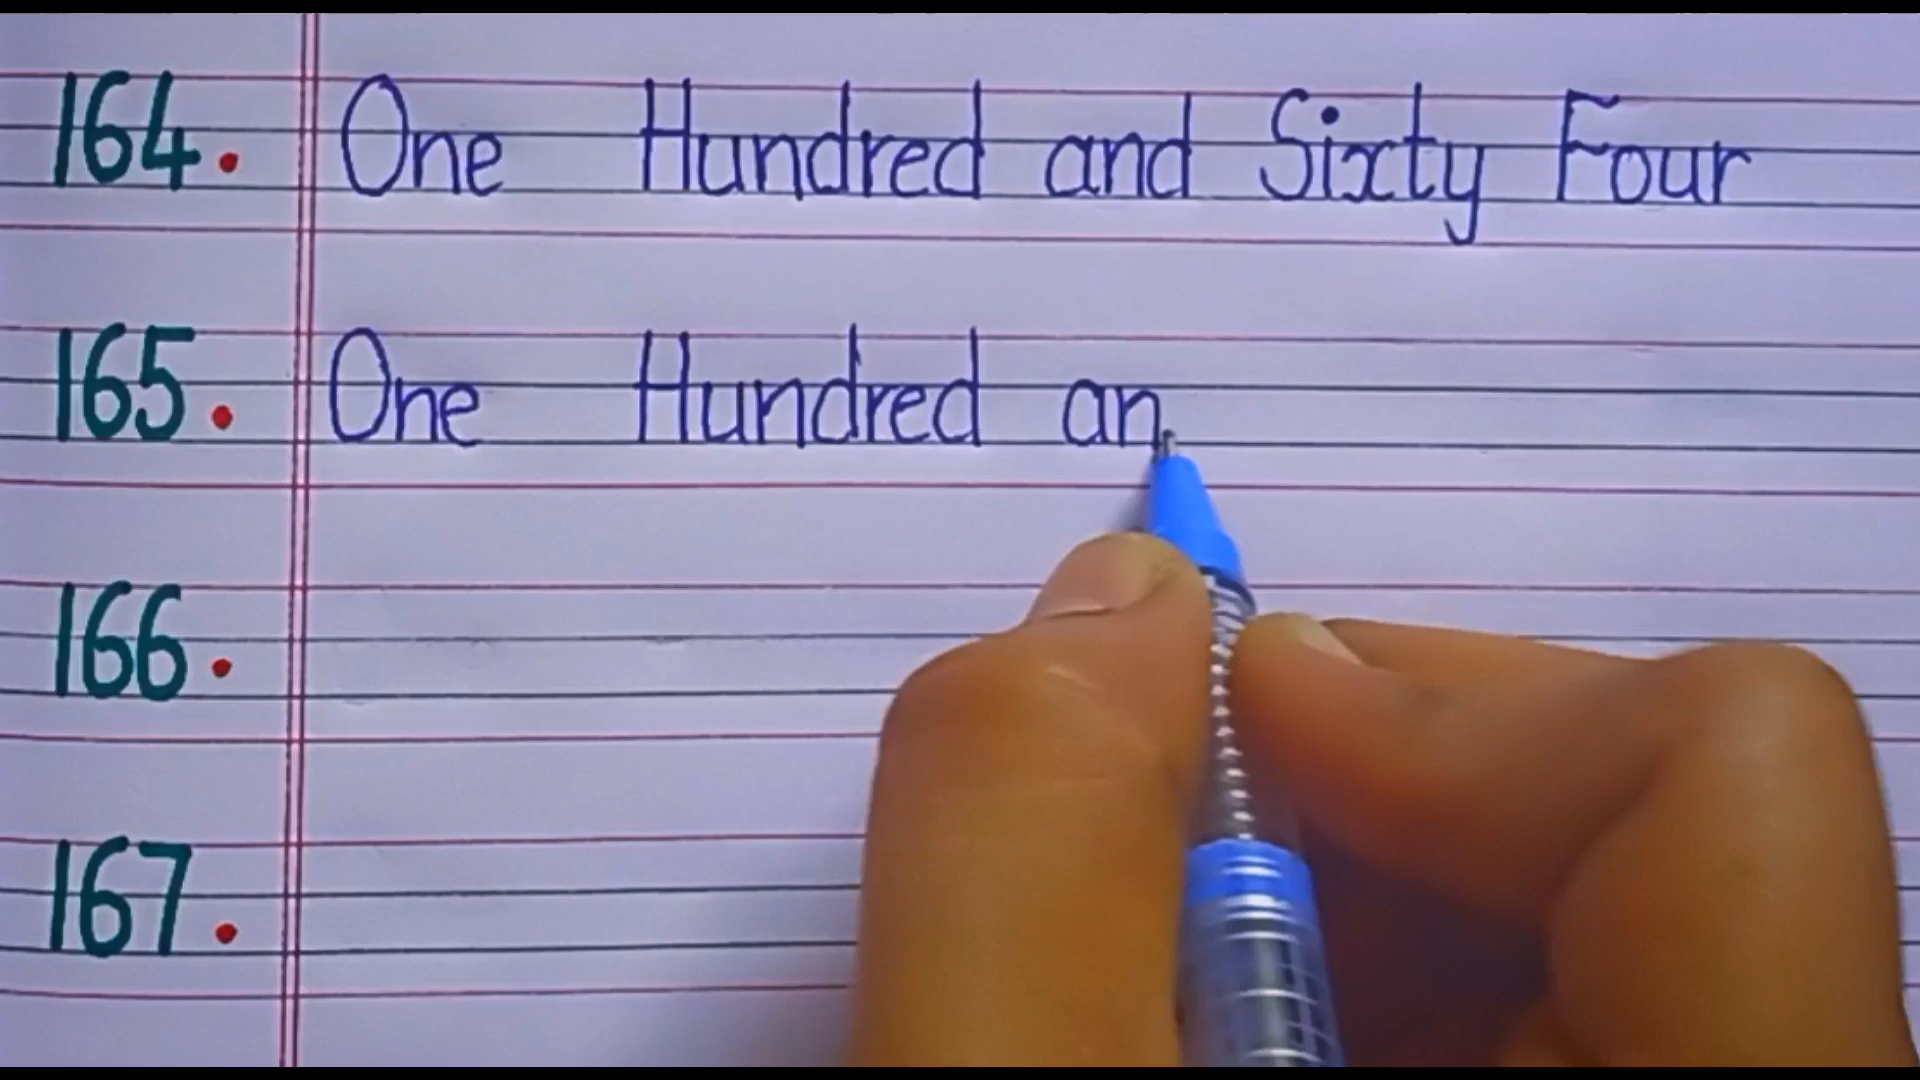 164. One Hundred and Sixty Four
165. One Hundred an
166.
167.